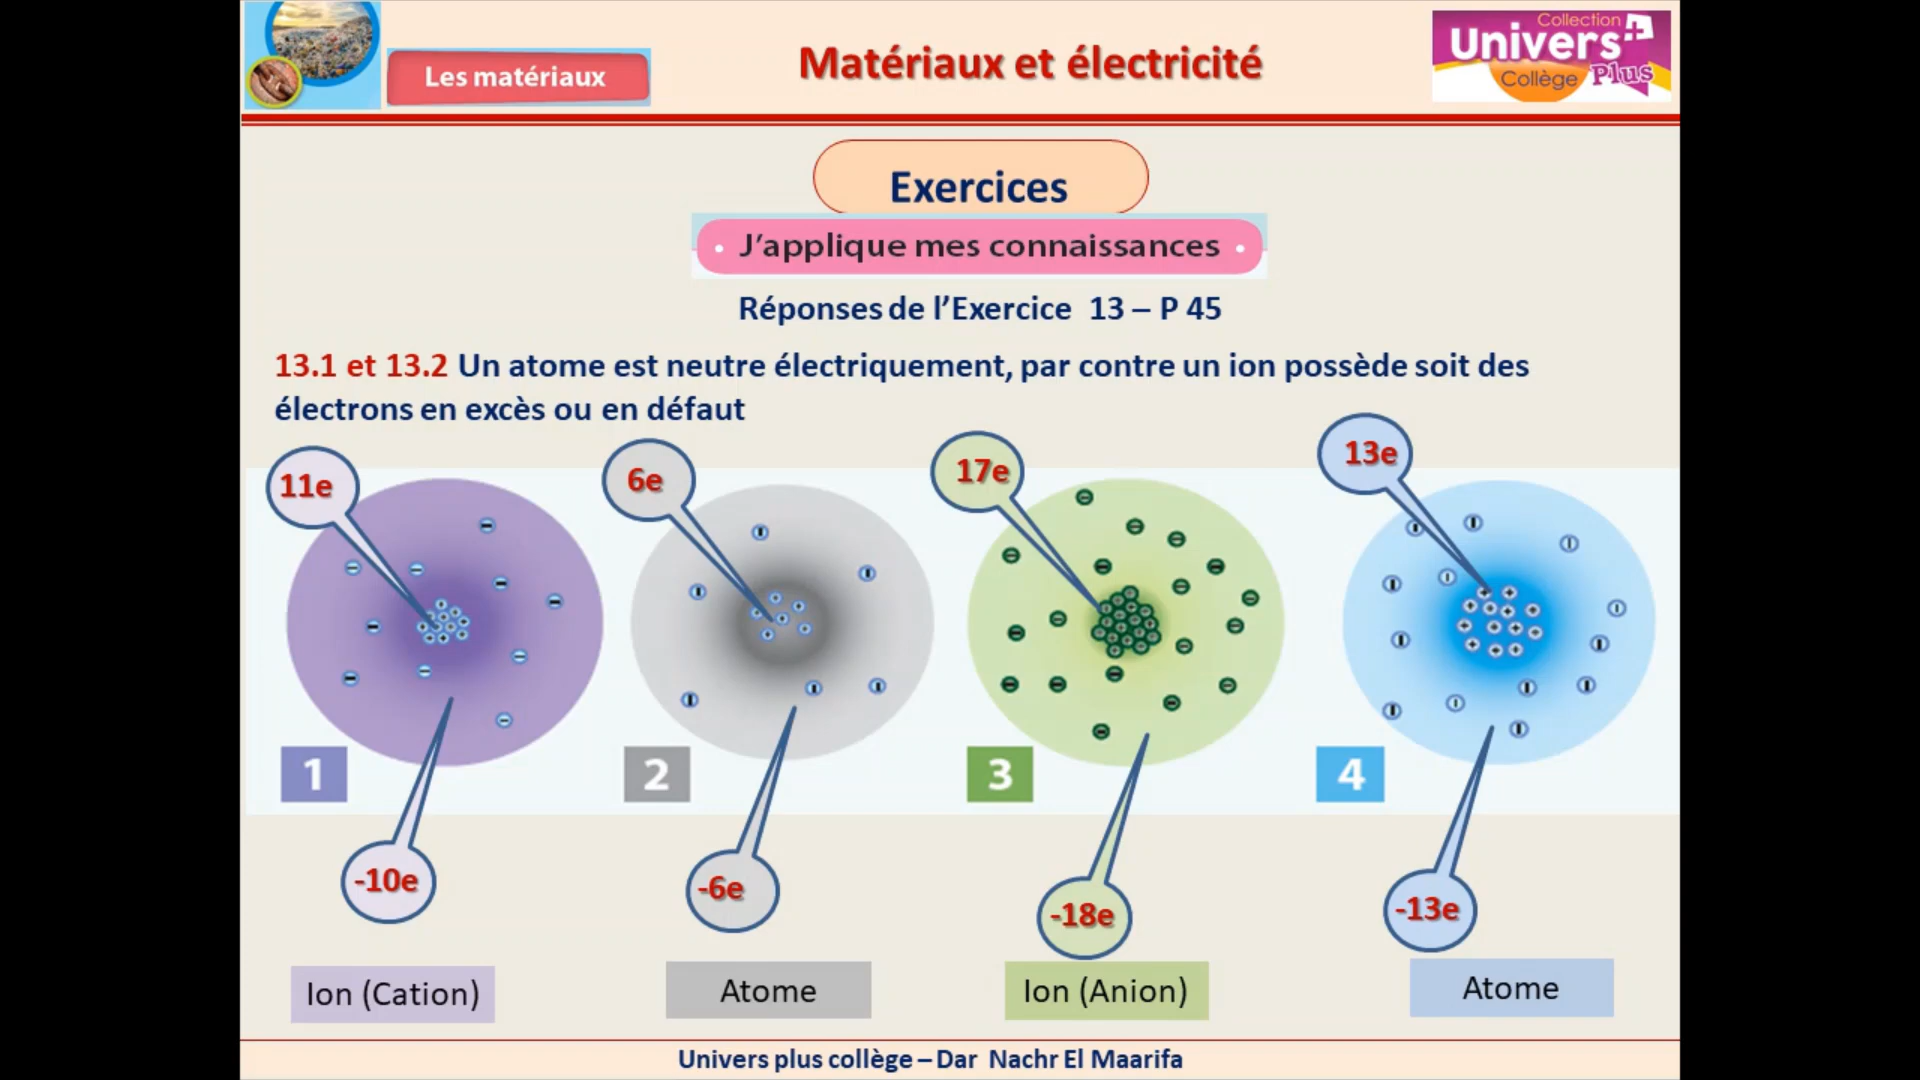 Les matériaux
Matériaux et électricité
Collection
Univers
Collège Plus
Exercices
• J'applique mes connaissances •
Réponses de l'Exercice 13 – P 45
13.1 et 13.2 Un atome est neutre électriquement, par contre un ion possède soit des
électrons en excès ou en défaut
11e
6e
17e
13e
1
2
3
4
-10e
-6e
-18e
-13e
Ion (Cation)
Atome
Ion (Anion)
Atome
Univers plus collège – Dar Nachr El Maarifa